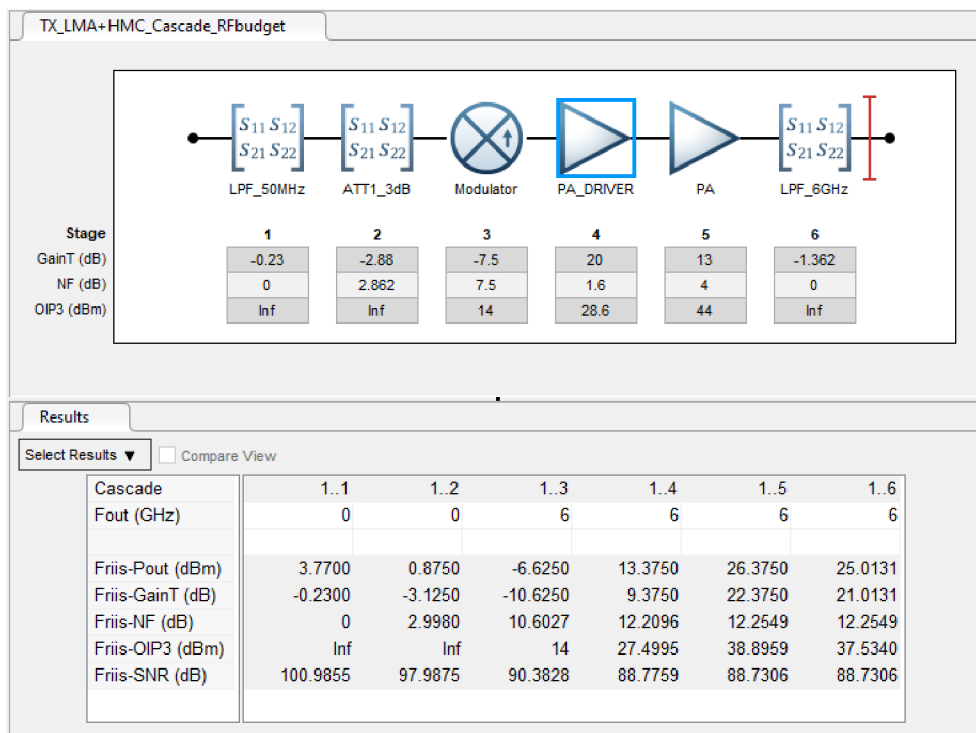 TX_LMA+HMC_Cascade_RFbudget
S11 S12 S11 S12 S11 S12
S21 S22 S21 S22 S21 S22
LPF_50MHz ATT1_3dB Modulator PA_DRIVER PA LPF_6GHz
Stage 1 2 3 4 5 6
GainT (dB) -0.23 -2.88 -7.5 20 13 -1.362
NF (dB) 0 2.862 7.5 1.6 4 0
OIP3 (dBm) Inf Inf 14 28.6 44 Inf
Results
Select Results ▼ Compare View
Cascade 1..1 1..2 1..3 1..4 1..5 1..6
Fout (GHz) 0 0 6 6 6 6
Friis-Pout (dBm) 3.7700 0.8750 -6.6250 13.3750 26.3750 25.0131
Friis-GainT (dB) -0.2300 -3.1250 -10.6250 9.3750 22.3750 21.0131
Friis-NF (dB) 0 2.9980 10.6027 12.2096 12.2549 12.2549
Friis-OIP3 (dBm) Inf Inf 14 27.4995 38.8959 37.5340
Friis-SNR (dB) 100.9855 97.9875 90.3828 88.7759 88.7306 88.7306